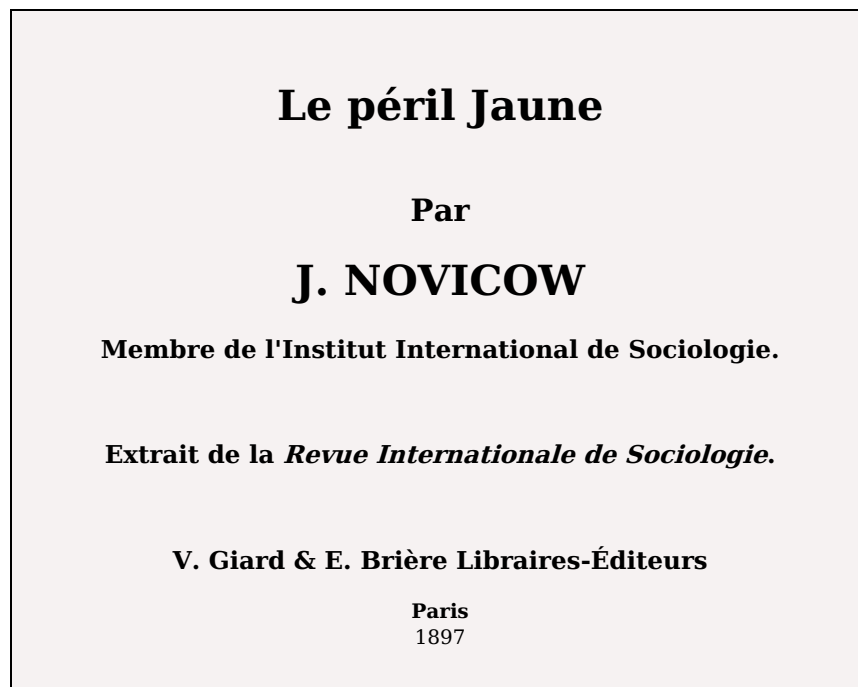 Le péril Jaune
Par
J. NOVICOW
Membre de l'Institut International de Sociologie.
Extrait de la Revue Internationale de Sociologie.
V. Giard & E. Brière Libraires-Éditeurs
Paris
1897